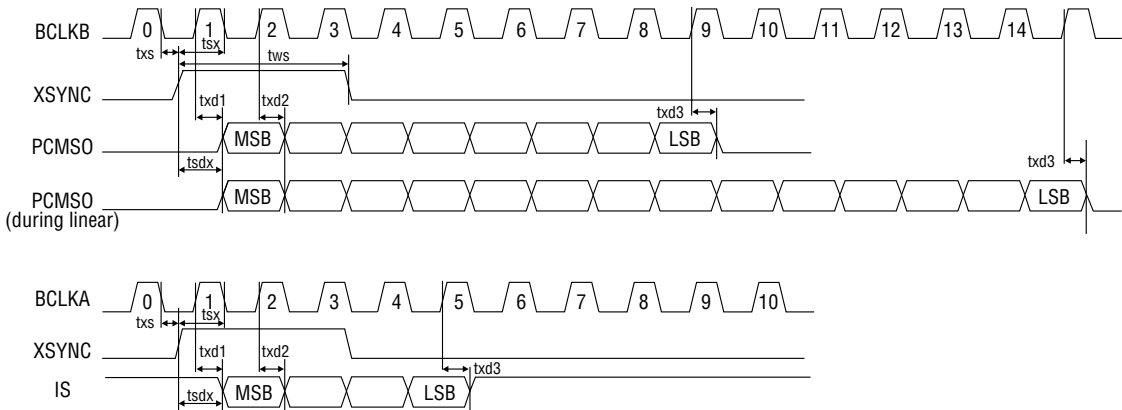 BCLKB 0 1 2 3 4 5 6 7 8 9 10 11 12 13 14
txs tsx
tws
XSYNC
txd1 txd2 txd3
PCMSO MSB LSB
tsdx txd3
PCMSO MSB LSB
(during linear)
BCLKA 0 1 2 3 4 5 6 7 8 9 10
txs tsx
XSYNC
txd1 txd2 txd3
IS MSB LSB
tsdx